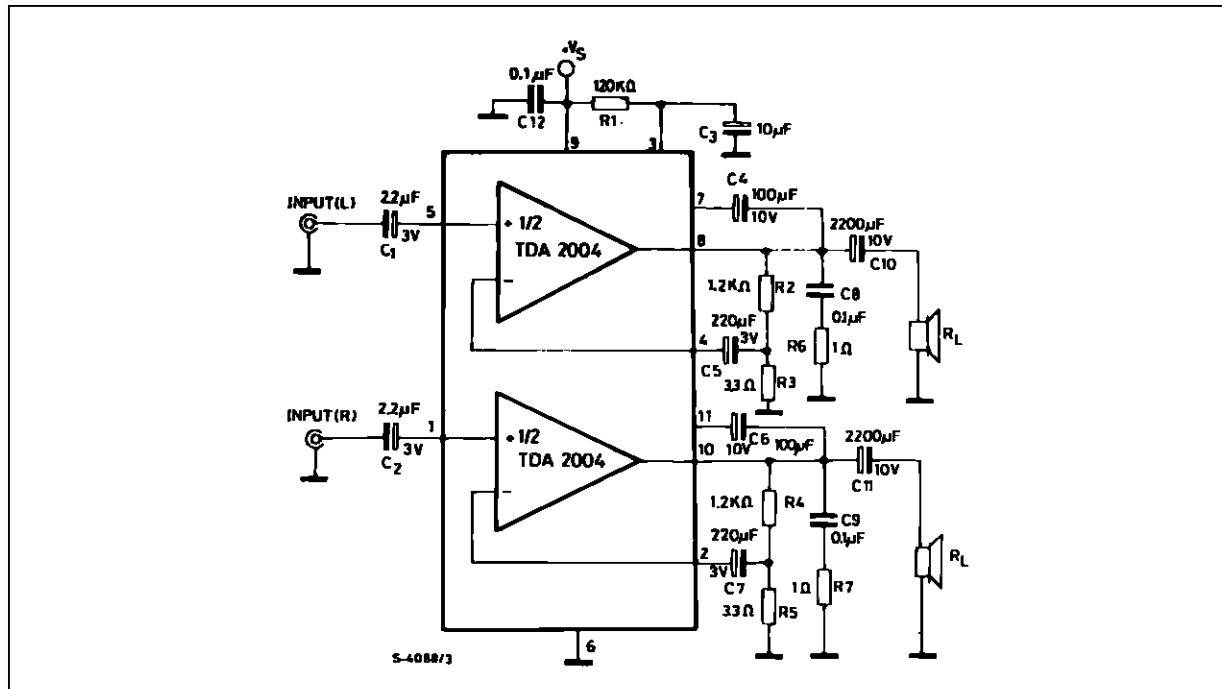 +VS
0.1µF
C12
120KΩ
R1
9
3
C3
10µF
INPUT(L)
2.2µF
3V
C1
5
+ 1/2
TDA 2004
−
7
C4
100µF
10V
8
2200µF
10V
C10
1.2KΩ
R2
C8
0.1µF
220µF
3V
4
C5
R6
1Ω
RL
3.3Ω
R3
INPUT(R)
2.2µF
3V
C2
1
+ 1/2
TDA 2004
−
11
C6
10V
100µF
10
2200µF
10V
C11
1.2KΩ
R4
C9
0.1µF
220µF
2
3V
C7
1Ω
R7
RL
3.3Ω
R5
6
S-4088/3